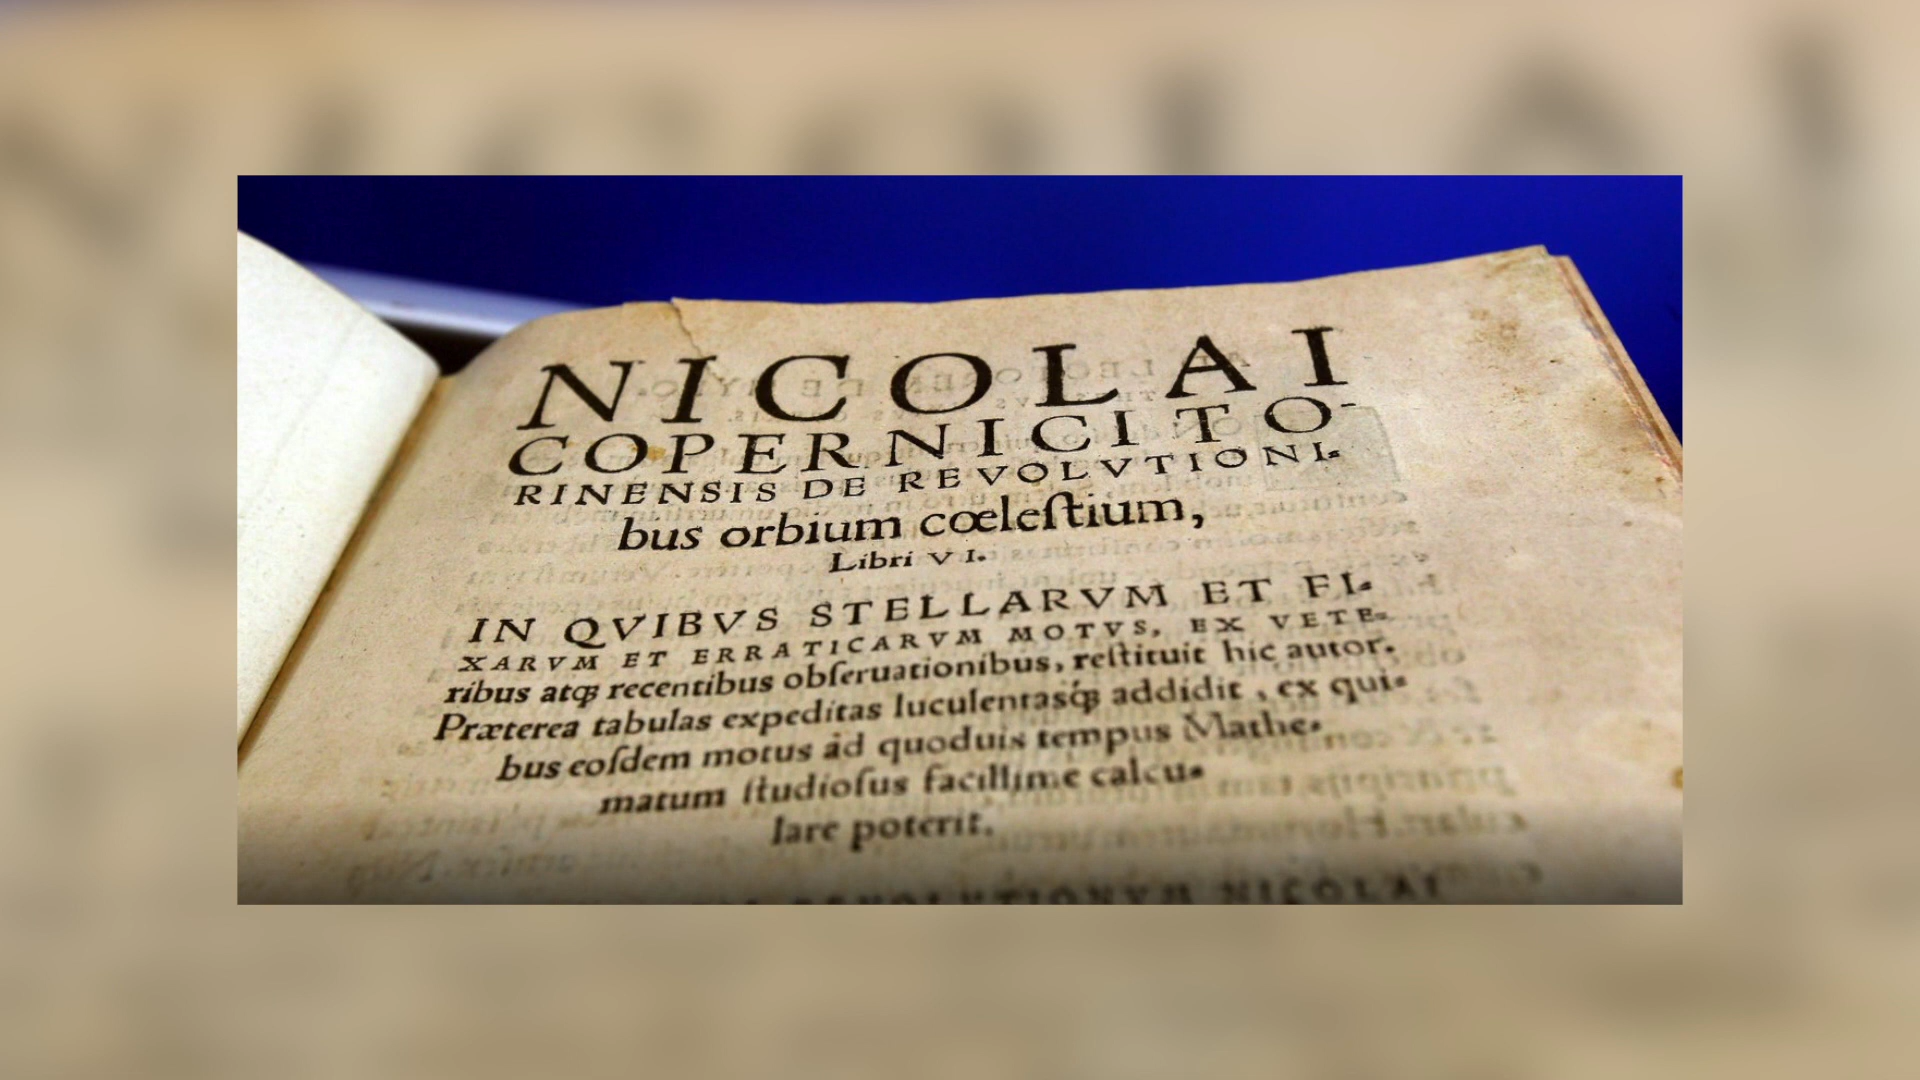 NICOLAI
COPERNICI TO-
RINENSIS DE REVOLVTIONI-
bus orbium cœleſtium,
Libri VI.
IN QVIBVS STELLARVM ET FI-
XARVM ET ERRATICARVM MOTVS, EX VETE-
ribus atq̃ recentibus obſeruationibus, reſtituit hic autor.
Præterea tabulas expeditas luculentasq́ꝫ addidit, ex qui-
bus eoſdem motus ad quoduis tempus Mathe-
matum ſtudioſus facillime calcu-
lare poterit.
NICOLAI